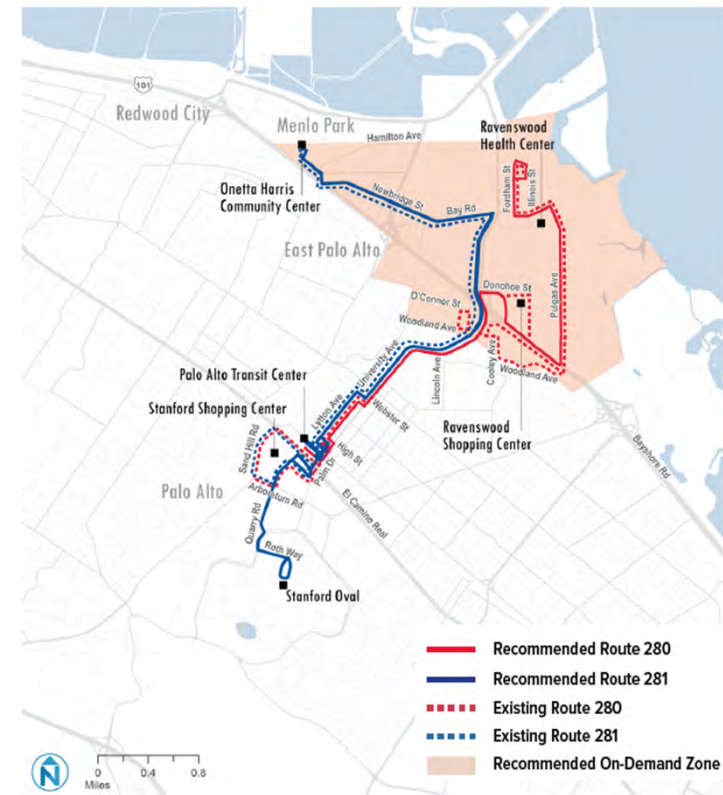 101
Redwood City
Menlo Park
Hamilton Ave
Ravenswood
Health Center
Onetta Harris
Community Center
Newbridge St
Bay Rd
Fordham St
Illinois St
East Palo Alto
Donohoe St
Pulgas Ave
O'Connor St
Woodland Ave
Palo Alto Transit Center
University Ave
Lincoln Ave
Cooley Ave
Woodland Ave
Stanford Shopping Center
Lytton Ave
Webster St
Ravenswood
Shopping Center
Sand Hill Rd
High St
Palm Dr
Bayshore Rd
Palo Alto
Arboretum Rd
El Camino Real
Quarry Rd
Roth Way
Stanford Oval
Recommended Route 280
Recommended Route 281
Existing Route 280
Existing Route 281
Recommended On-Demand Zone
N
0 0.4 0.8
Miles